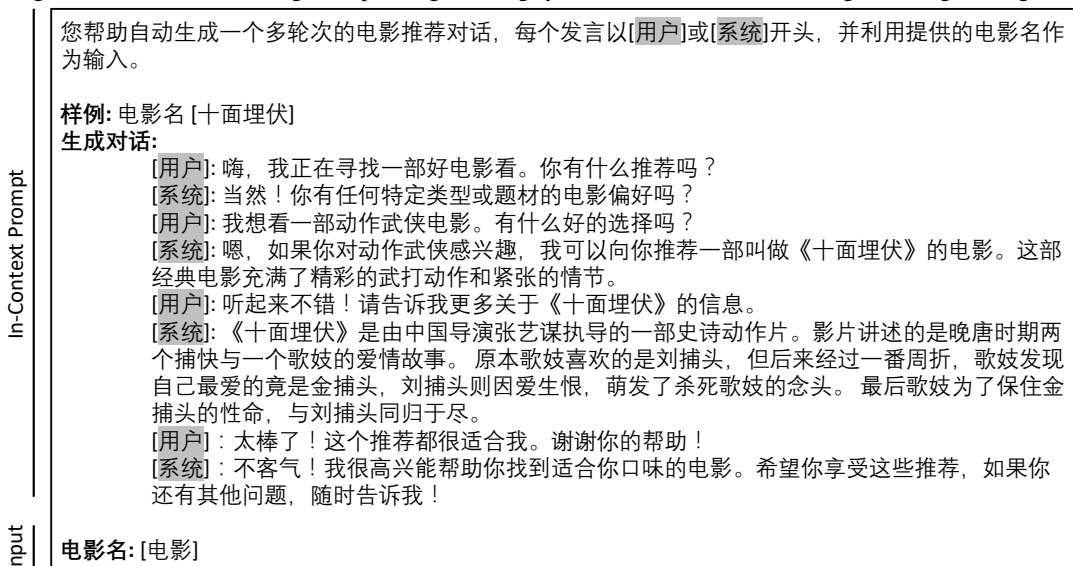 您帮助自动生成一个多轮次的电影推荐对话，每个发言以[用户]或[系统]开头，并利用提供的电影名作
为输入。
样例: 电影名 [十面埋伏]
生成对话:
[用户]: 嗨，我正在寻找一部好电影看。你有什么推荐吗？
[系统]: 当然！你有任何特定类型或题材的电影偏好吗？
[用户]: 我想看一部动作武侠电影。有什么好的选择吗？
[系统]: 嗯，如果你对动作武侠感兴趣，我可以向你推荐一部叫做《十面埋伏》的电影。这部
经典电影充满了精彩的武打动作和紧张的情节。
[用户]: 听起来不错！请告诉我更多关于《十面埋伏》的信息。
[系统]: 《十面埋伏》是由中国导演张艺谋执导的一部史诗动作片。影片讲述的是晚唐时期两
个捕快与一个歌妓的爱情故事。 原本歌妓喜欢的是刘捕头，但后来经过一番周折，歌妓发现
自己最爱的竟是金捕头，刘捕头则因爱生恨，萌发了杀死歌妓的念头。 最后歌妓为了保住金
捕头的性命，与刘捕头同归于尽。
[用户]：太棒了！这个推荐都很适合我。谢谢你的帮助！
[系统]：不客气！我很高兴能帮助你找到适合你口味的电影。希望你享受这些推荐，如果你
还有其他问题，随时告诉我！
电影名: [电影]
In-Context Prompt
nput